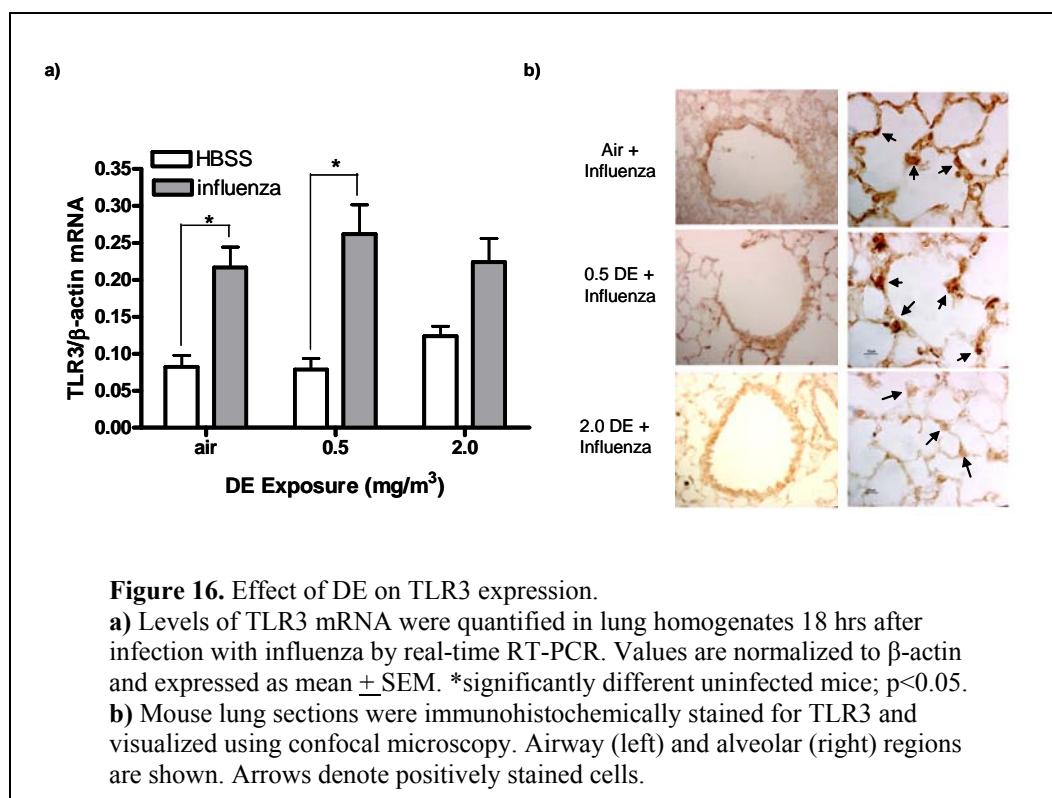 a)
b)
HBSS
influenza
*
*
0.35
0.30
0.25
0.20
0.15
0.10
0.05
0.00
TLR3/β-actin mRNA
air
0.5
2.0
DE Exposure (mg/m³)
Air +
Influenza
0.5 DE +
Influenza
2.0 DE +
Influenza
Figure 16. Effect of DE on TLR3 expression.
a) Levels of TLR3 mRNA were quantified in lung homogenates 18 hrs after
infection with influenza by real-time RT-PCR. Values are normalized to β-actin
and expressed as mean ± SEM. *significantly different uninfected mice; p<0.05.
b) Mouse lung sections were immunohistochemically stained for TLR3 and
visualized using confocal microscopy. Airway (left) and alveolar (right) regions
are shown. Arrows denote positively stained cells.